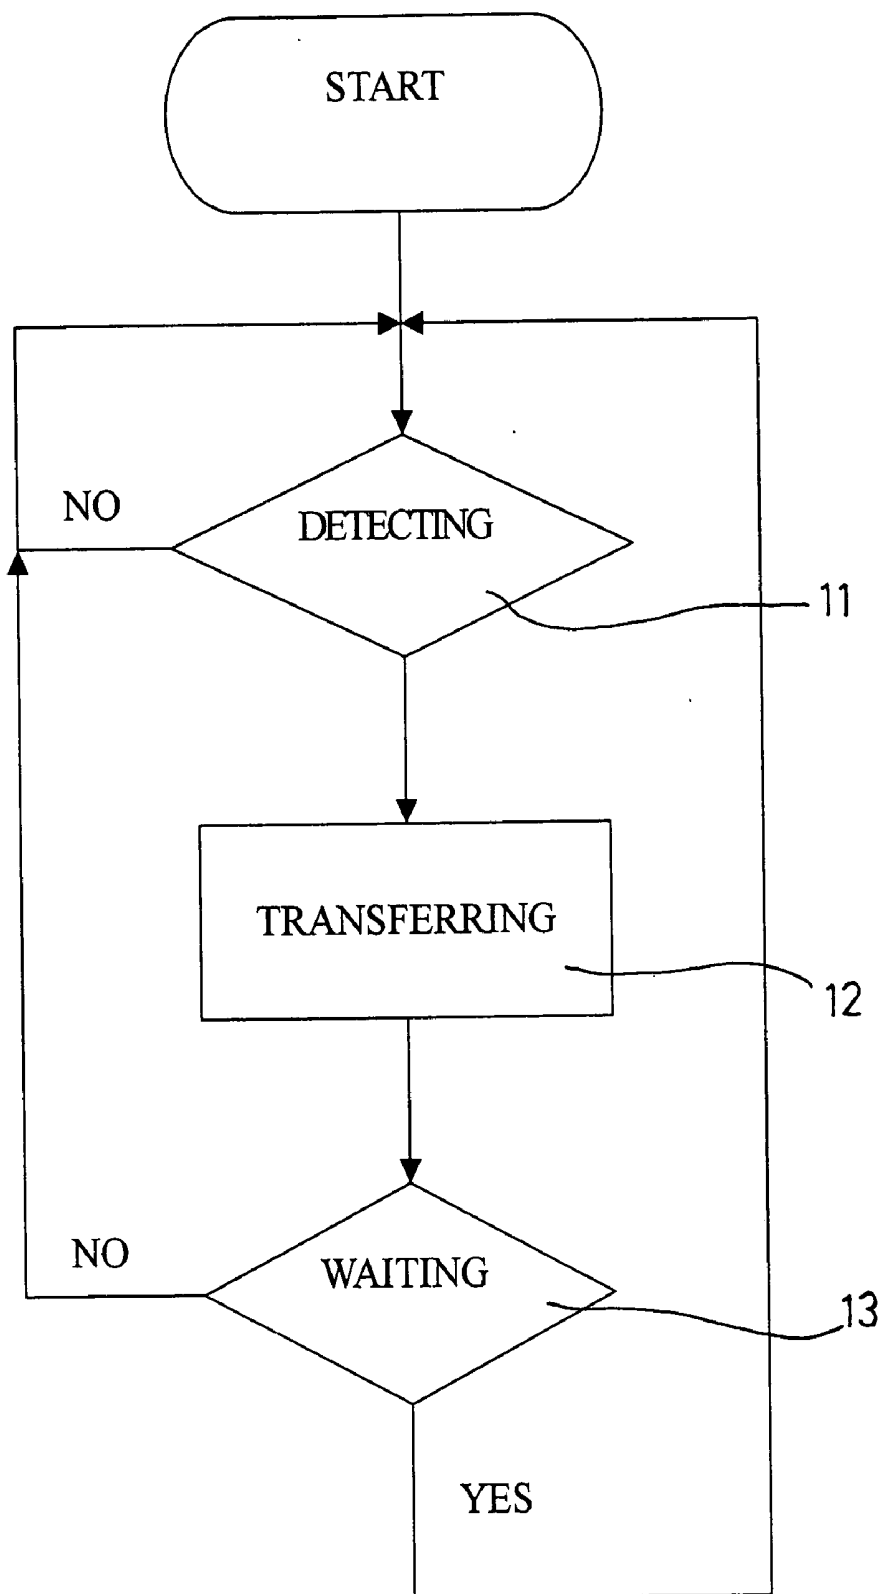 START
NO
DETECTING
11
TRANSFERRING
12
NO
WAITING
13
YES